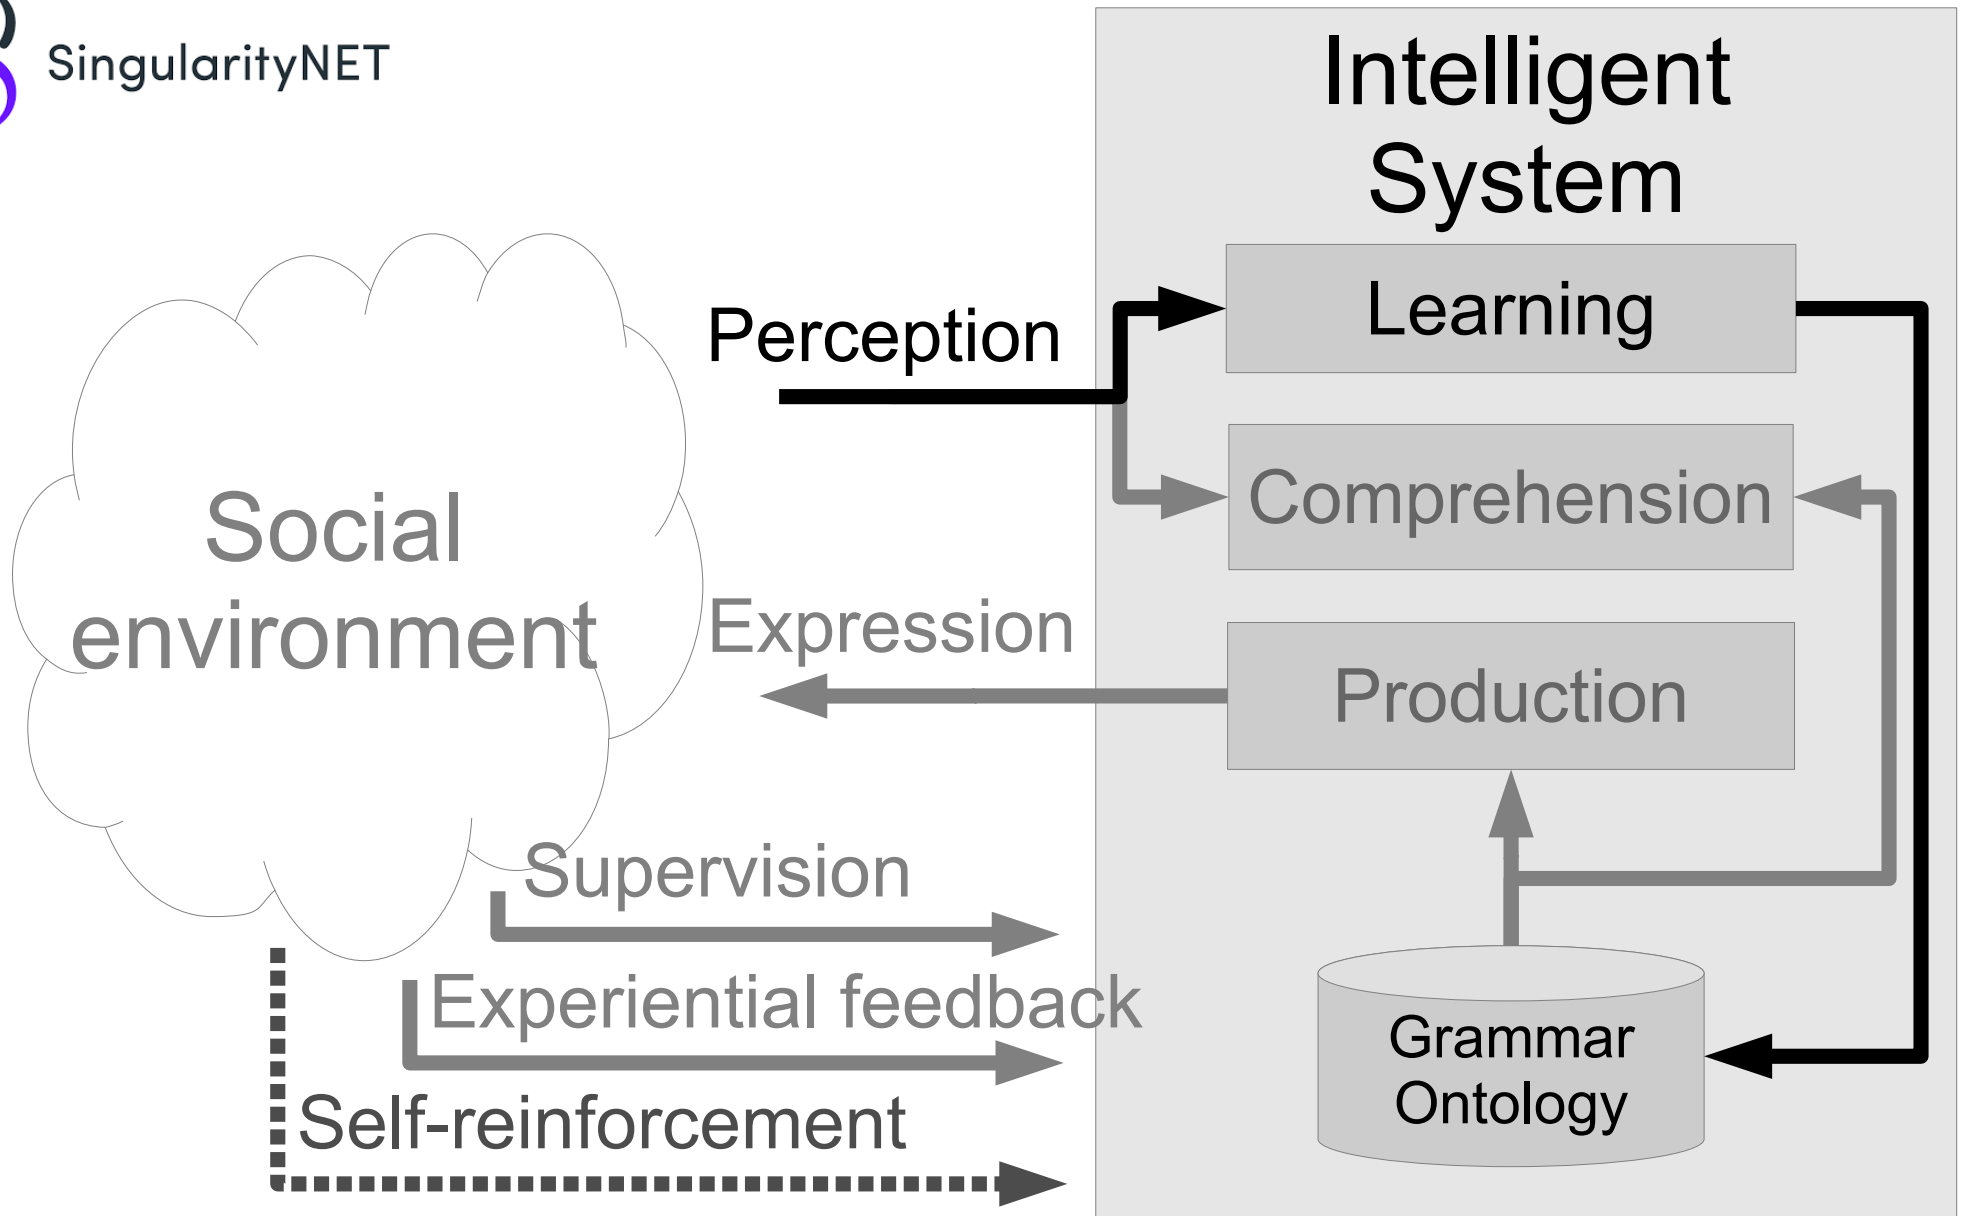 SingularityNET
Intelligent
System
Perception
Learning
Comprehension
Social
environment
Expression
Production
Supervision
Experiential feedback
Self-reinforcement
Grammar
Ontology